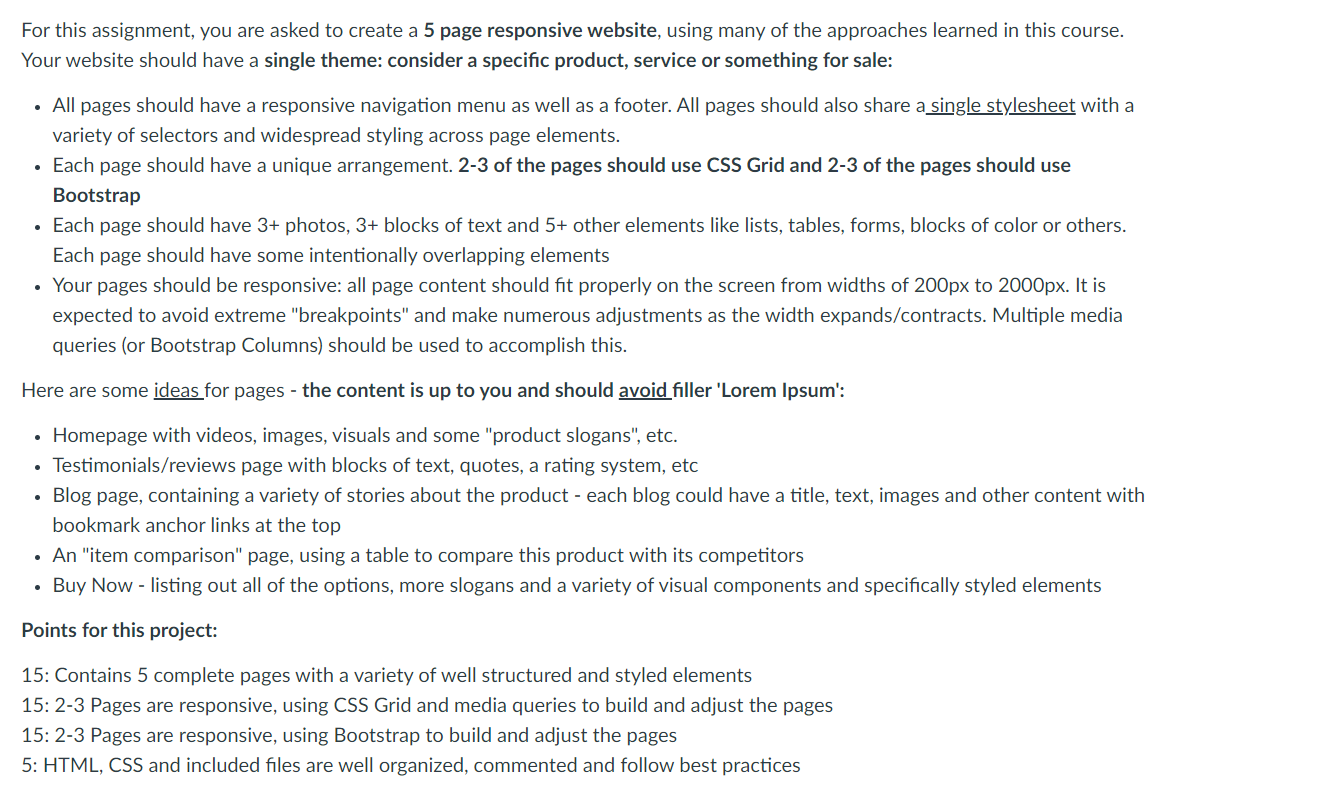 For this assignment, you are asked to create a 5 page responsive website, using many of the approaches learned in this course.
Your website should have a single theme: consider a specific product, service or something for sale:
• All pages should have a responsive navigation menu as well as a footer. All pages should also share a single stylesheet with a
variety of selectors and widespread styling across page elements.
• Each page should have a unique arrangement. 2-3 of the pages should use CSS Grid and 2-3 of the pages should use
Bootstrap
• Each page should have 3+ photos, 3+ blocks of text and 5+ other elements like lists, tables, forms, blocks of color or others.
Each page should have some intentionally overlapping elements
• Your pages should be responsive: all page content should fit properly on the screen from widths of 200px to 2000px. It is
expected to avoid extreme "breakpoints" and make numerous adjustments as the width expands/contracts. Multiple media
queries (or Bootstrap Columns) should be used to accomplish this.
Here are some ideas for pages - the content is up to you and should avoid filler 'Lorem Ipsum':
• Homepage with videos, images, visuals and some "product slogans", etc.
• Testimonials/reviews page with blocks of text, quotes, a rating system, etc
• Blog page, containing a variety of stories about the product - each blog could have a title, text, images and other content with
bookmark anchor links at the top
• An "item comparison" page, using a table to compare this product with its competitors
• Buy Now - listing out all of the options, more slogans and a variety of visual components and specifically styled elements
Points for this project:
15: Contains 5 complete pages with a variety of well structured and styled elements
15: 2-3 Pages are responsive, using CSS Grid and media queries to build and adjust the pages
15: 2-3 Pages are responsive, using Bootstrap to build and adjust the pages
5: HTML, CSS and included files are well organized, commented and follow best practices